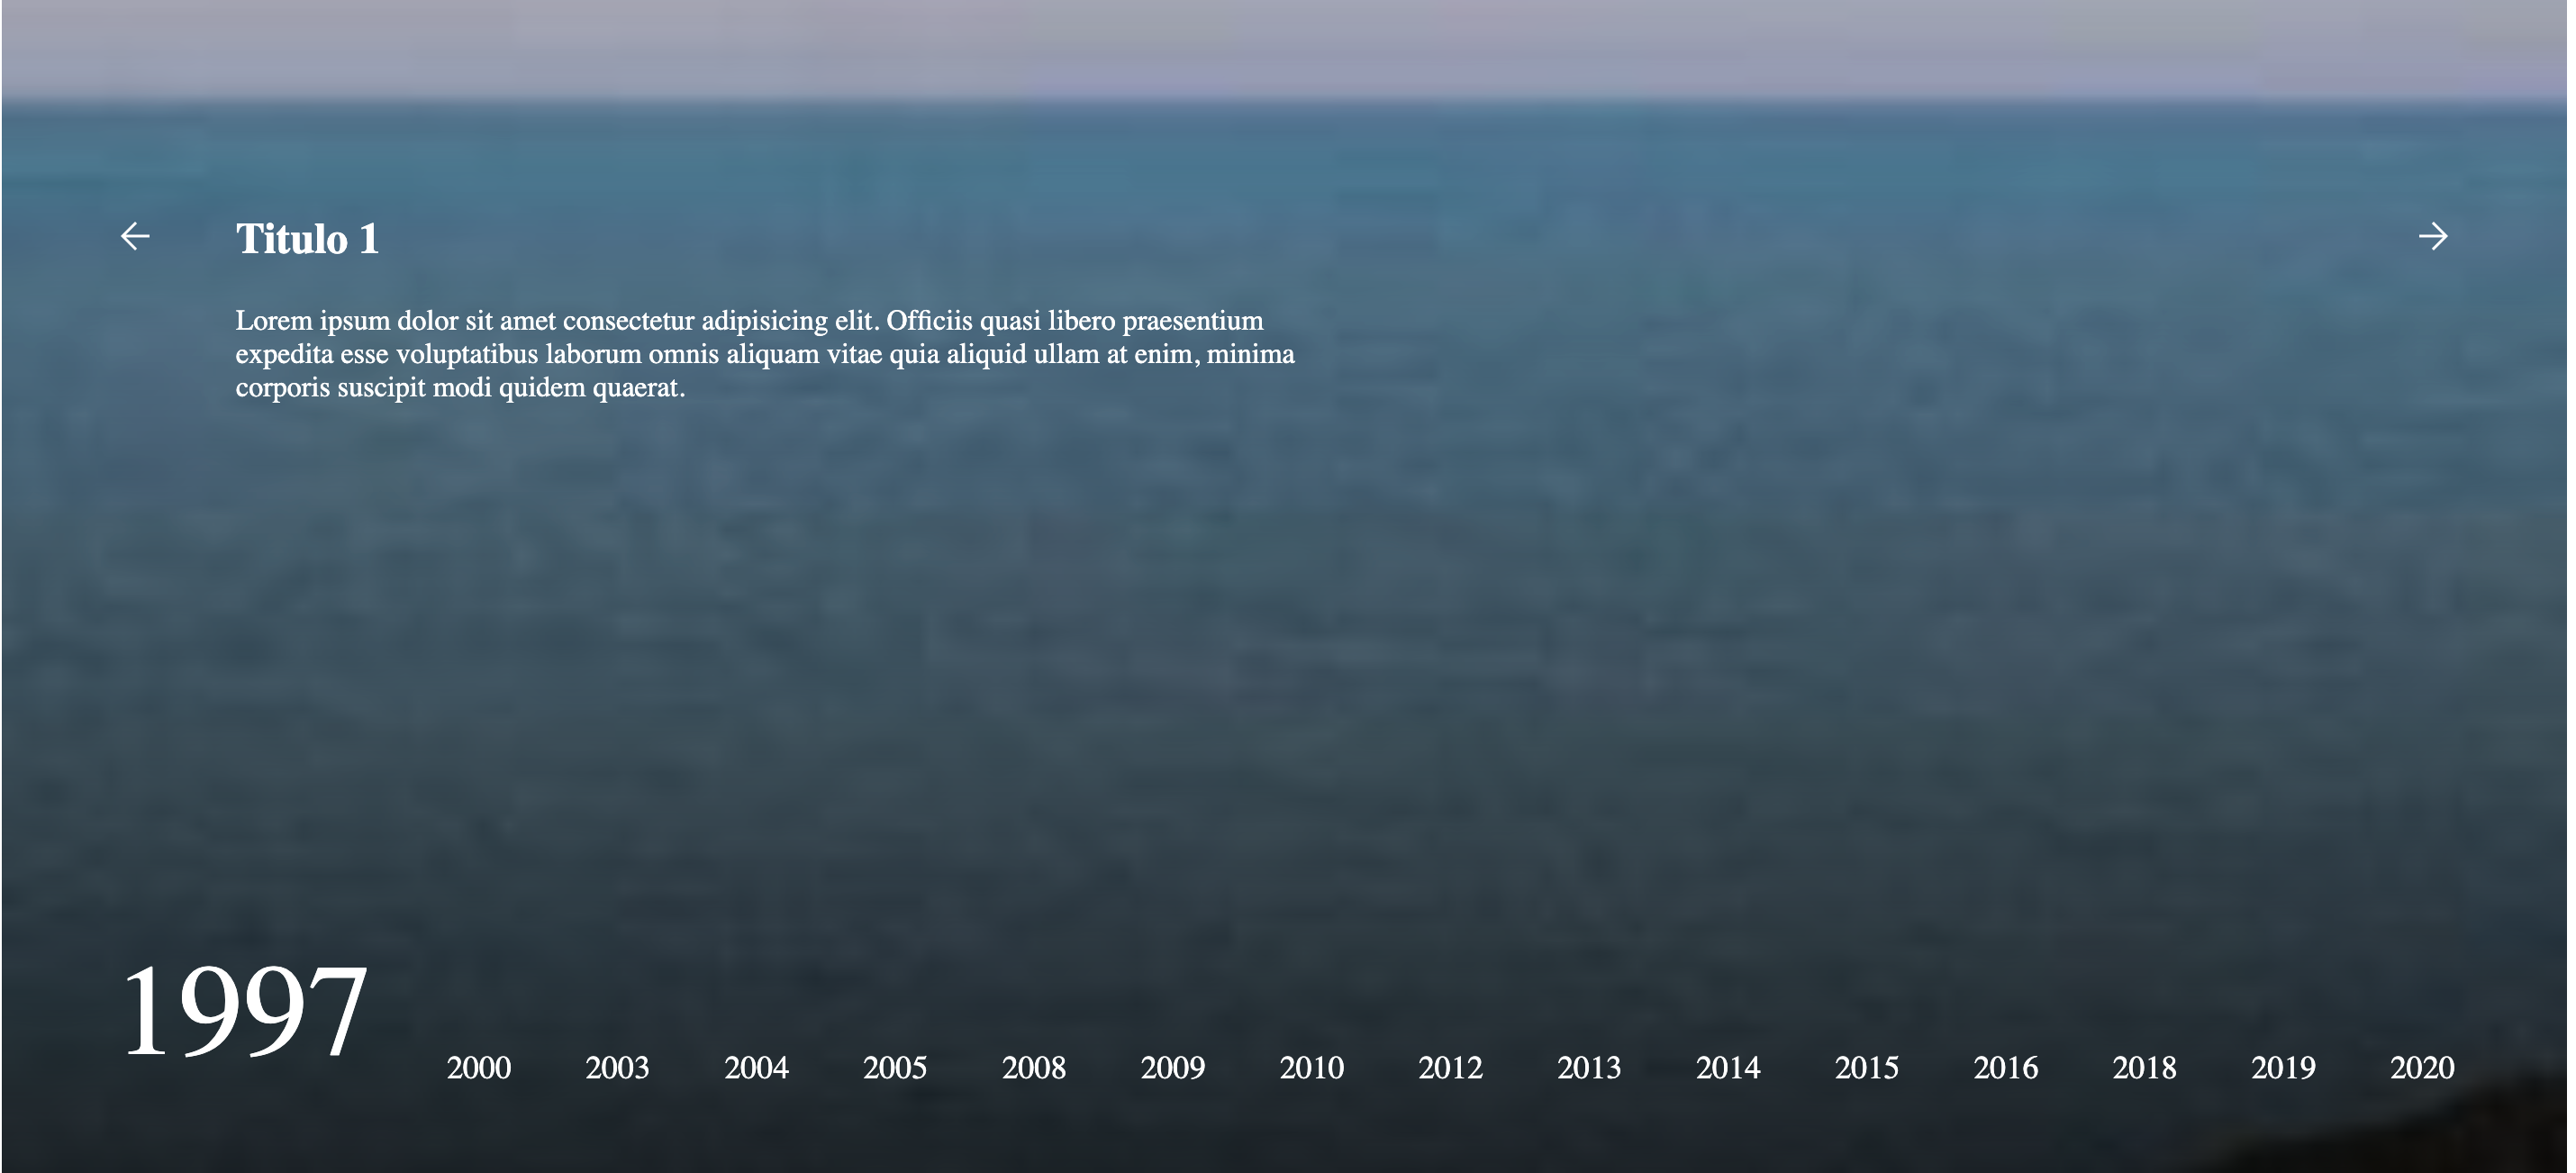 Titulo 1
Lorem ipsum dolor sit amet consectetur adipisicing elit. Officiis quasi libero praesentium
expedita esse voluptatibus laborum omnis aliquam vitae quia aliquid ullam at enim, minima
corporis suscipit modi quidem quaerat.
1997 2000 2003 2004 2005 2008 2009 2010 2012 2013 2014 2015 2016 2018 2019 2020